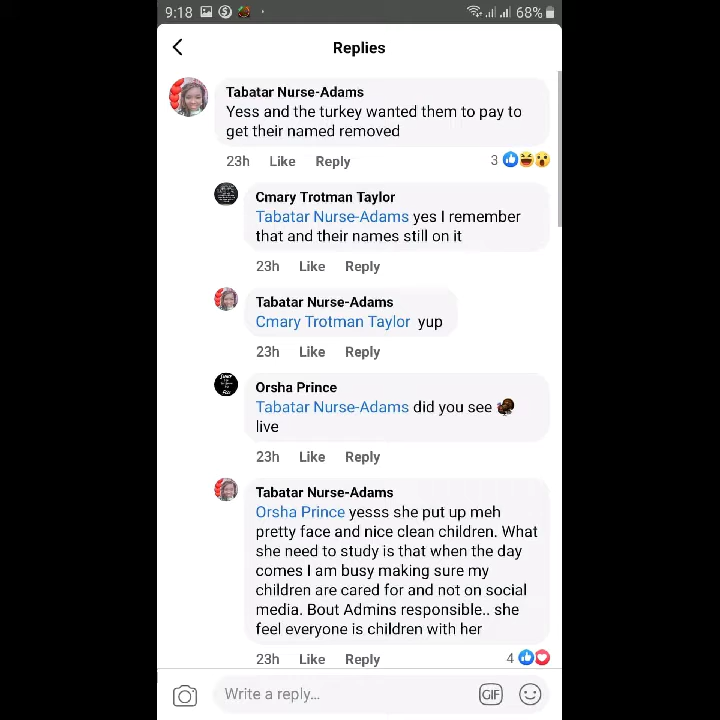 9:18
68%
Replies
Tabatar Nurse-Adams
Yess and the turkey wanted them to pay to
get their named removed
23h Like Reply 3
Cmary Trotman Taylor
Tabatar Nurse-Adams yes I remember
that and their names still on it
23h Like Reply
Tabatar Nurse-Adams
Cmary Trotman Taylor yup
23h Like Reply
Orsha Prince
Tabatar Nurse-Adams did you see
live
23h Like Reply
Tabatar Nurse-Adams
Orsha Prince yesss she put up meh
pretty face and nice clean children. What
she need to study is that when the day
comes I am busy making sure my
children are cared for and not on social
media. Bout Admins responsible.. she
feel everyone is children with her
23h Like Reply 4
Write a reply...
GIF